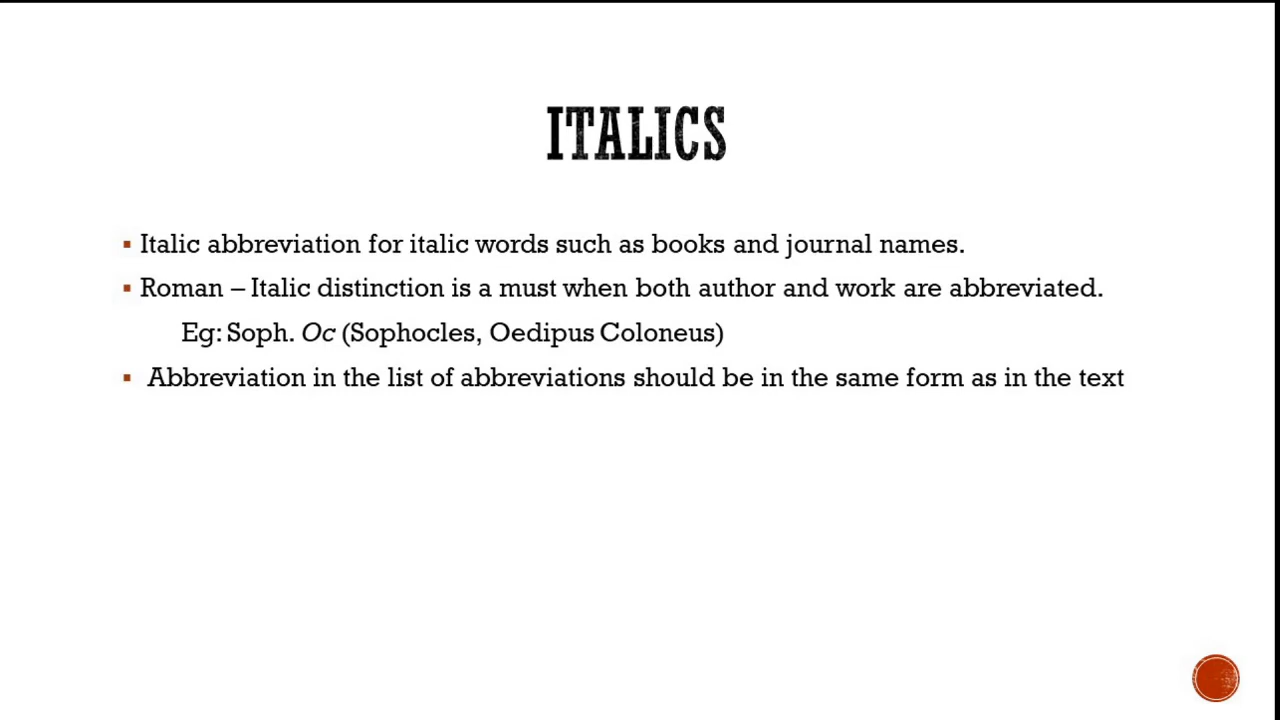 ITALICS
▪ Italic abbreviation for italic words such as books and journal names.
▪ Roman – Italic distinction is a must when both author and work are abbreviated.
Eg: Soph. Oc (Sophocles, Oedipus Coloneus)
▪ Abbreviation in the list of abbreviations should be in the same form as in the text